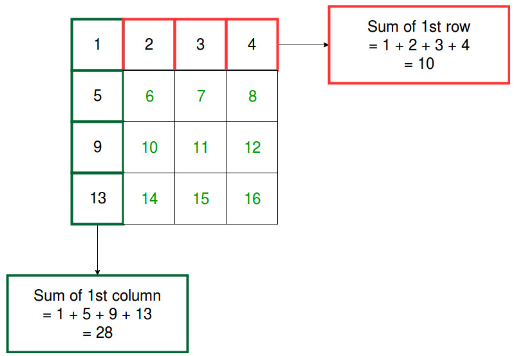 1 2 3 4
Sum of 1st row
= 1 + 2 + 3 + 4
= 10
5 6 7 8
9 10 11 12
13 14 15 16
Sum of 1st column
= 1 + 5 + 9 + 13
= 28